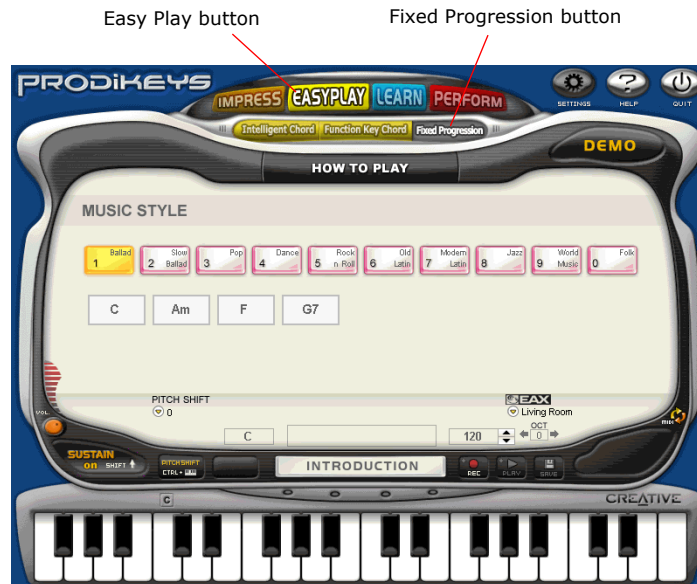 Easy Play button Fixed Progression button
PRODiKEYS
IMPRESS EASYPLAY LEARN PERFORM
SETTINGS HELP QUIT
Intelligent Chord Function Key Chord Fixed Progression
DEMO
HOW TO PLAY
MUSIC STYLE
1 Ballad
2 Slow Ballad
3 Pop
4 Dance
5 Rock n Roll
6 Old Latin
7 Modern Latin
8 Jazz
9 World Music
0 Folk
C Am F G7
PITCH SHIFT
0
EAX
Living Room
VOL
MIX
C 120
OCT
0
SUSTAIN
on SHIFT
PITCH SHIFT
CTRL +
INTRODUCTION
REC PLAY SAVE
C
CREATIVE